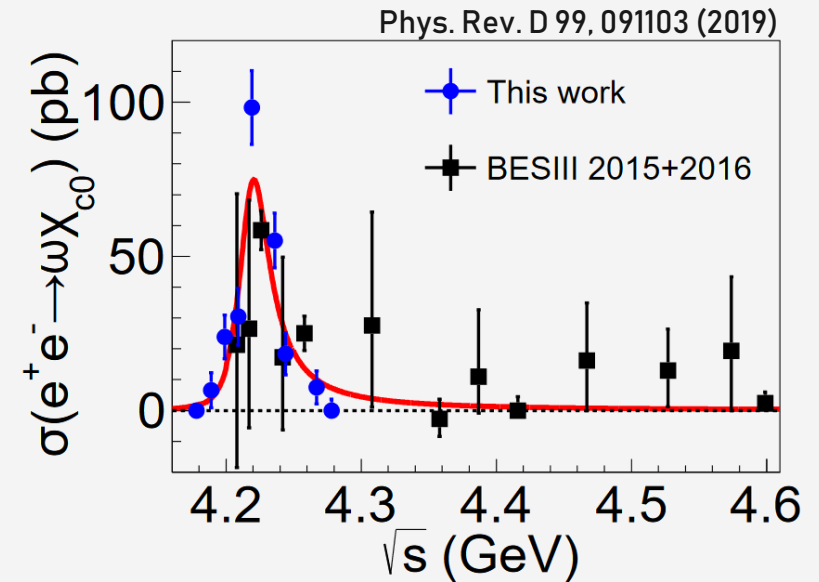 Phys. Rev. D 99, 091103 (2019)
σ(e⁺e⁻→ωχc0) (pb)
100
50
0
This work
BESIII 2015+2016
4.2 4.3 4.4 4.5 4.6
√s (GeV)